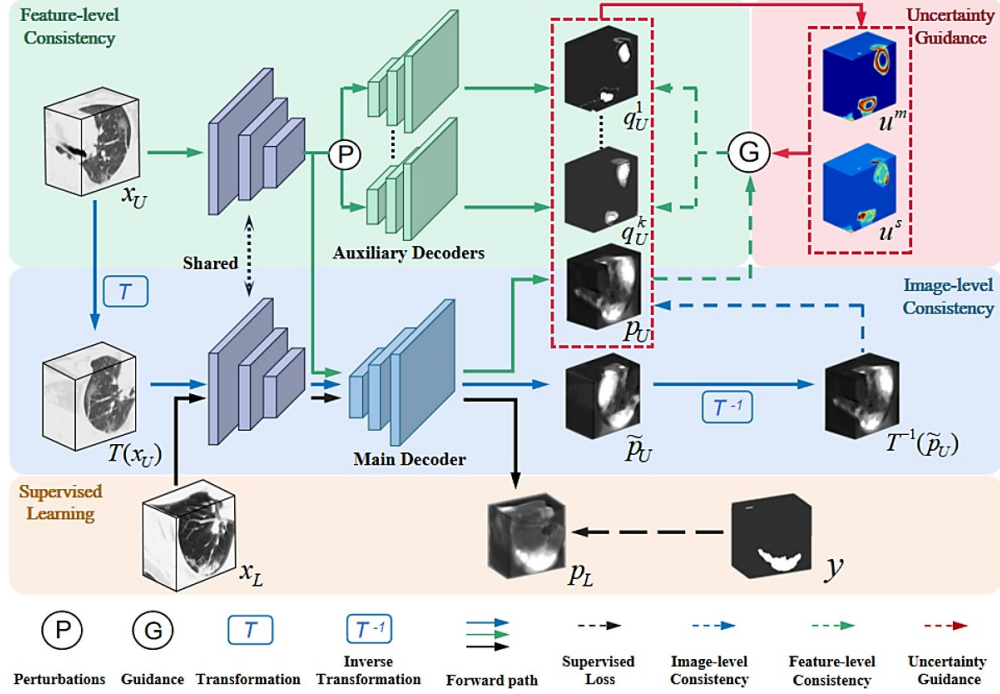 Feature-level
Consistency
Uncertainty
Guidance
x_U
P
q_U^1
u^m
G
q_U^k
u^s
Auxiliary Decoders
Shared
T
Image-level
Consistency
p_U
T^{-1}
T(x_U)
Main Decoder
p̃_U
T^{-1}(p̃_U)
Supervised
Learning
x_L
p_L
y
P
G
T
T^{-1}
Perturbations
Guidance
Transformation
Inverse
Transformation
Forward path
Supervised
Loss
Image-level
Consistency
Feature-level
Consistency
Uncertainty
Guidance